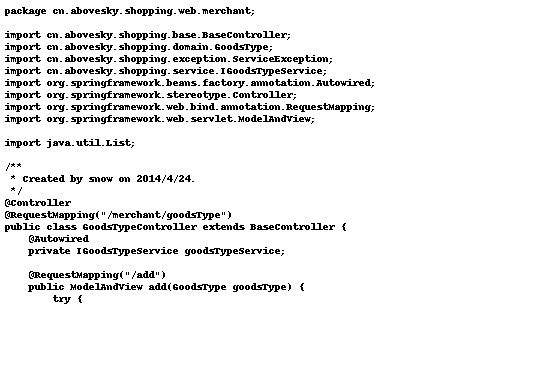 package cn.abovesky.shopping.web.merchant;

import cn.abovesky.shopping.base.BaseController;
import cn.abovesky.shopping.domain.GoodsType;
import cn.abovesky.shopping.exception.ServiceException;
import cn.abovesky.shopping.service.IGoodsTypeService;
import org.springframework.beans.factory.annotation.Autowired;
import org.springframework.stereotype.Controller;
import org.springframework.web.bind.annotation.RequestMapping;
import org.springframework.web.servlet.ModelAndView;

import java.util.List;

/**
 * Created by snow on 2014/4/24.
 */
@Controller
@RequestMapping("/merchant/goodsType")
public class GoodsTypeController extends BaseController {
    @Autowired
    private IGoodsTypeService goodsTypeService;

    @RequestMapping("/add")
    public ModelAndView add(GoodsType goodsType) {
        try {